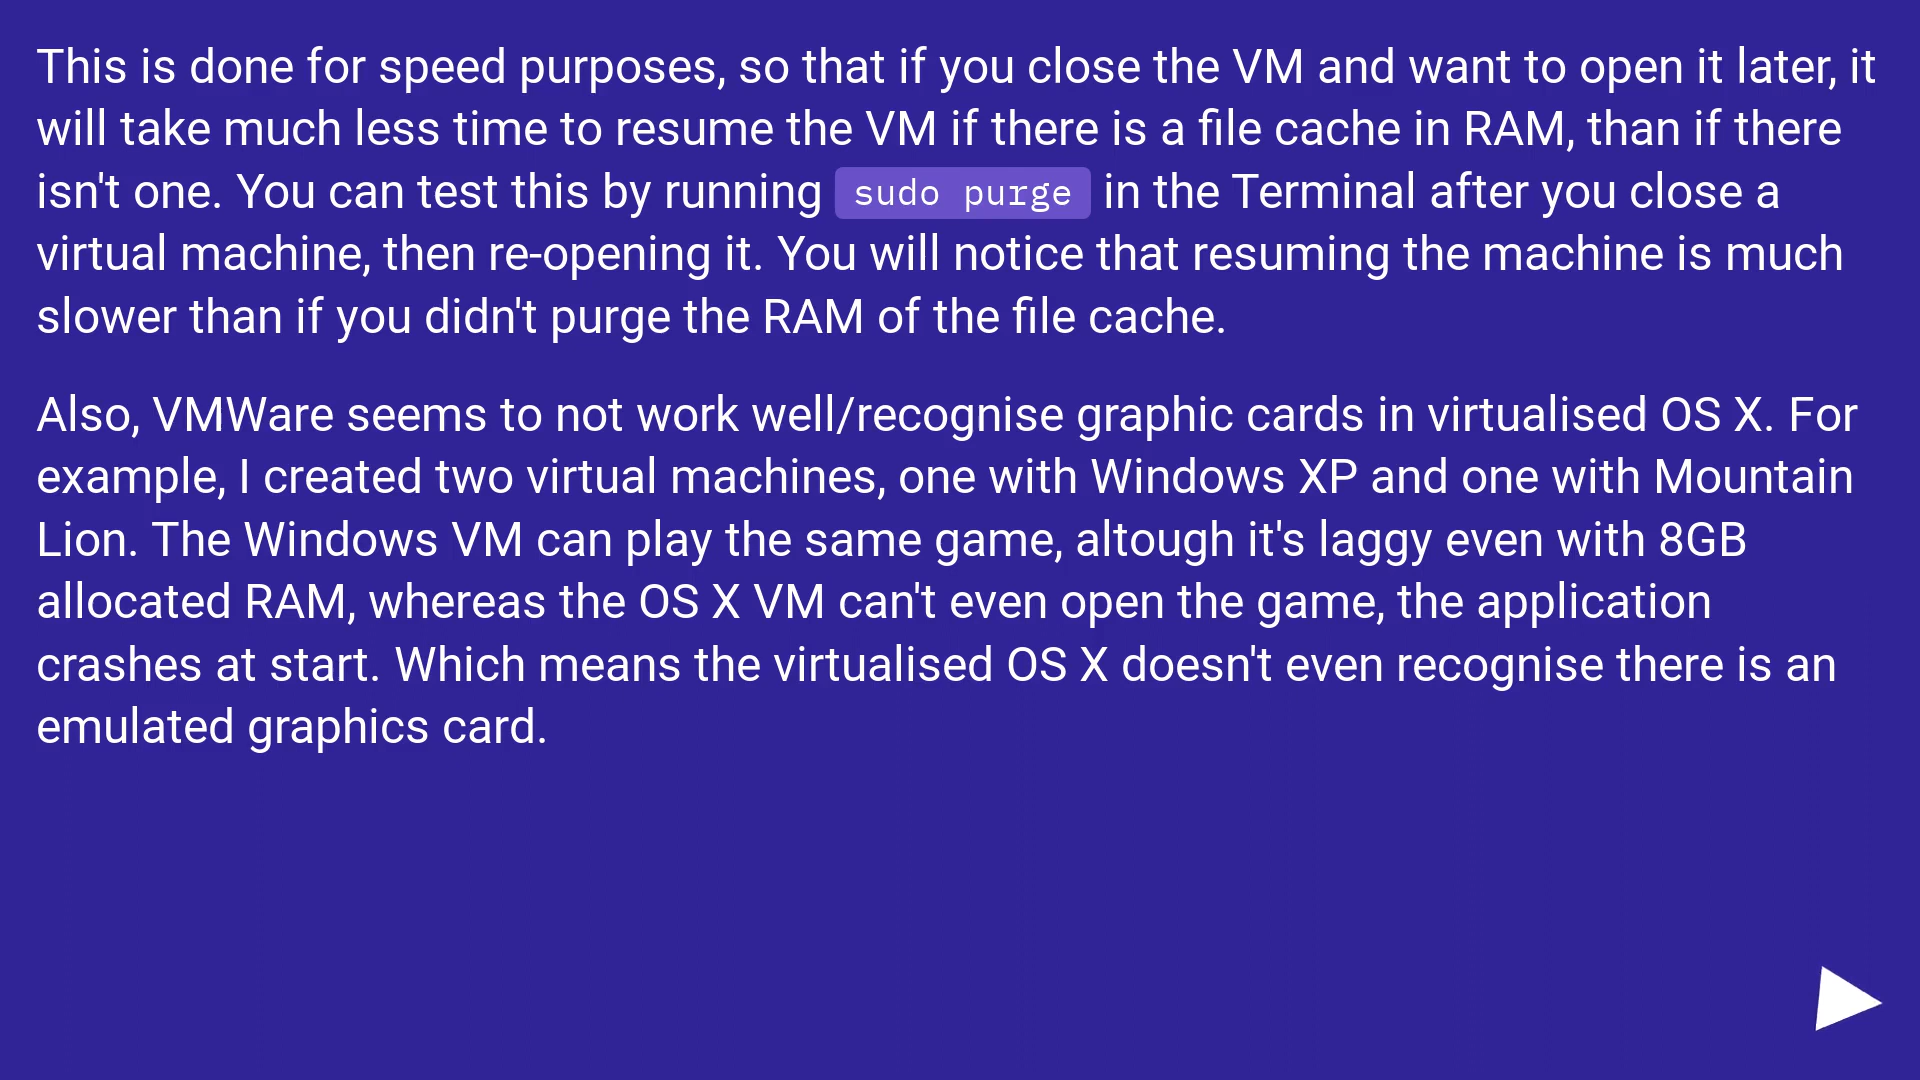 This is done for speed purposes, so that if you close the VM and want to open it later, it
will take much less time to resume the VM if there is a file cache in RAM, than if there
isn't one. You can test this by running sudo purge in the Terminal after you close a
virtual machine, then re-opening it. You will notice that resuming the machine is much
slower than if you didn't purge the RAM of the file cache.
Also, VMWare seems to not work well/recognise graphic cards in virtualised OS X. For
example, I created two virtual machines, one with Windows XP and one with Mountain
Lion. The Windows VM can play the same game, altough it's laggy even with 8GB
allocated RAM, whereas the OS X VM can't even open the game, the application
crashes at start. Which means the virtualised OS X doesn't even recognise there is an
emulated graphics card.